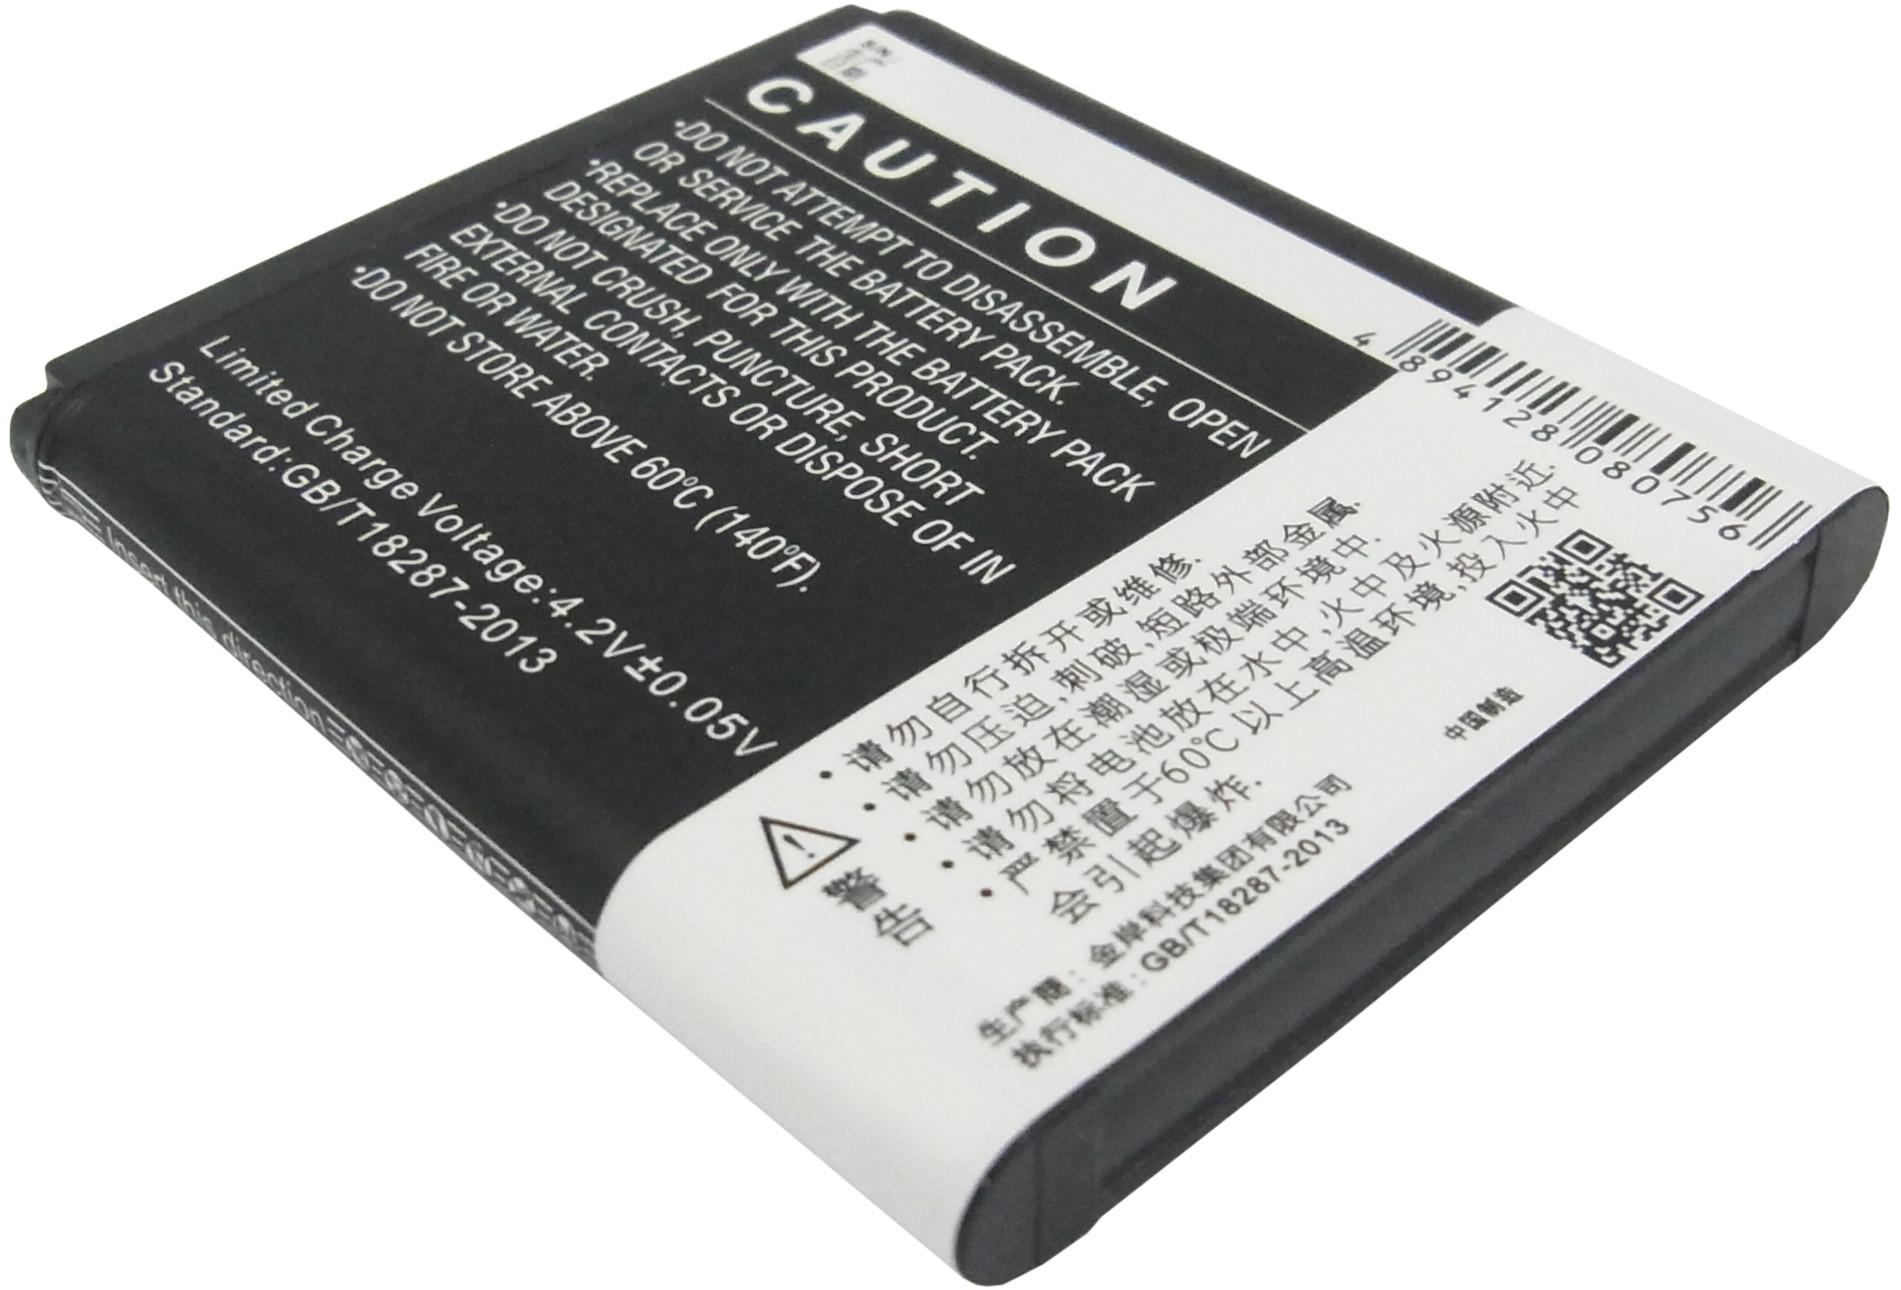 CAUTION
·DO NOT ATTEMPT TO DISASSEMBLE, OPEN
OR SERVICE THE BATTERY PACK.
·REPLACE ONLY WITH THE BATTERY PACK
DESIGNATED FOR THIS PRODUCT.
·DO NOT CRUSH, PUNCTURE, SHORT
EXTERNAL CONTACTS OR DISPOSE OF IN
FIRE OR WATER.
·DO NOT STORE ABOVE 60ºC (140ºF).
Limited Charge Voltage:4.2V±0.05V
Standard:GB/T18287-2013
Insert this direction
4 894128 080756
警告
·请勿自行拆开或维修.
·请勿压迫,刺破,短路外部金属.
·请勿放在潮湿或极端环境中.
·请勿将电池放在水中,火中及火源附近.
·严禁置于60℃以上高温环境,投入火中
会引起爆炸.
生产商:金岸科技集团有限公司
执行标准:GB/T18287-2013
中国制造